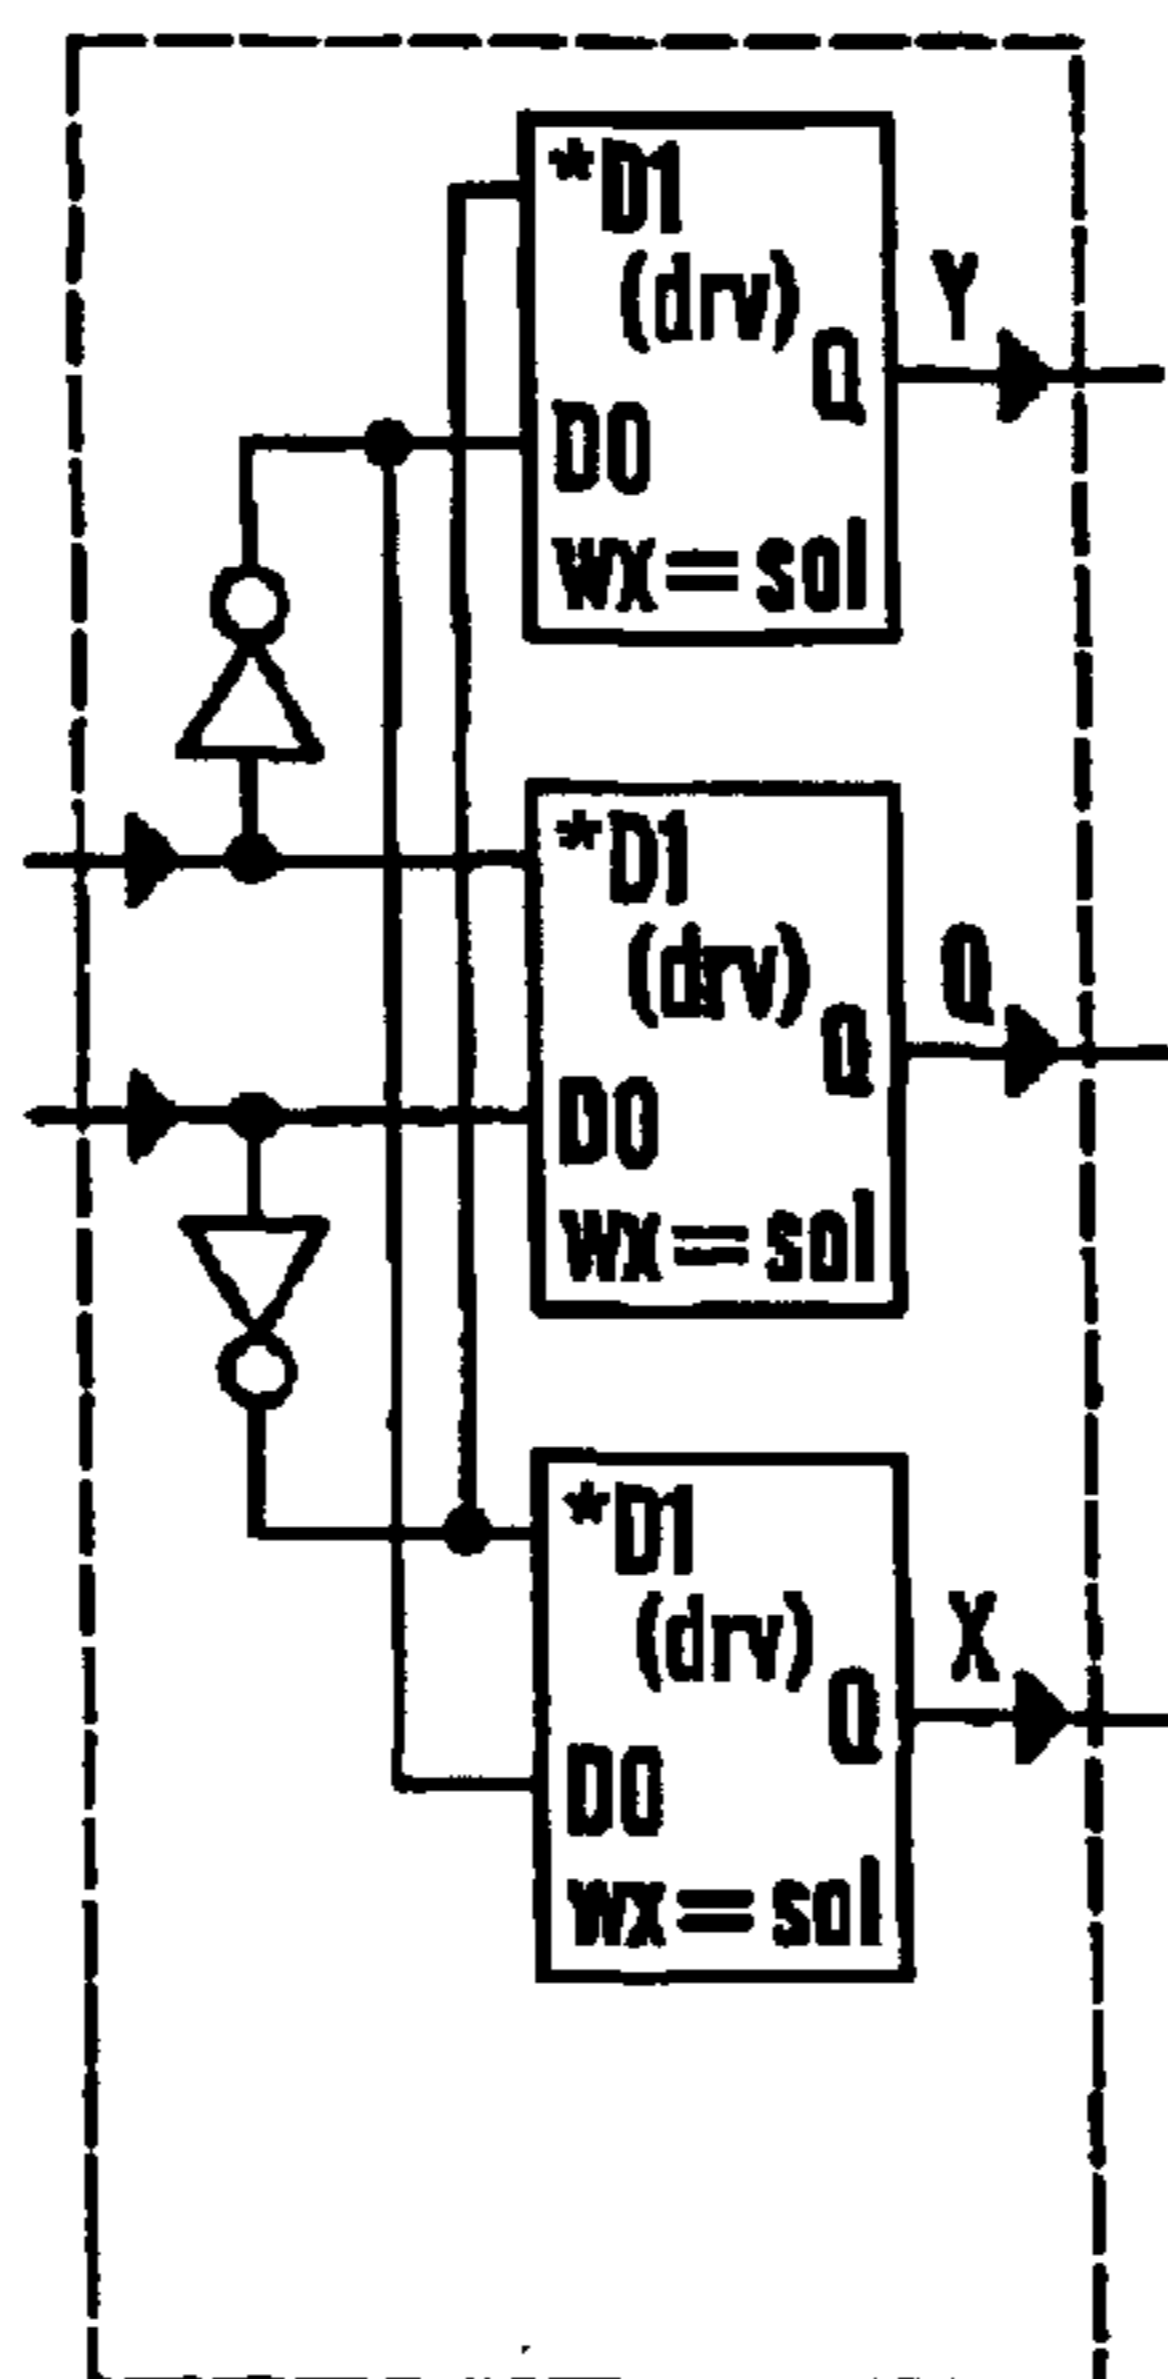 *D1
(drv)
Y
Q
D0
wx=sol
*D1
(drv)
Q
Q
D0
wx=sol
*D1
(drv)
X
Q
D0
wx=sol